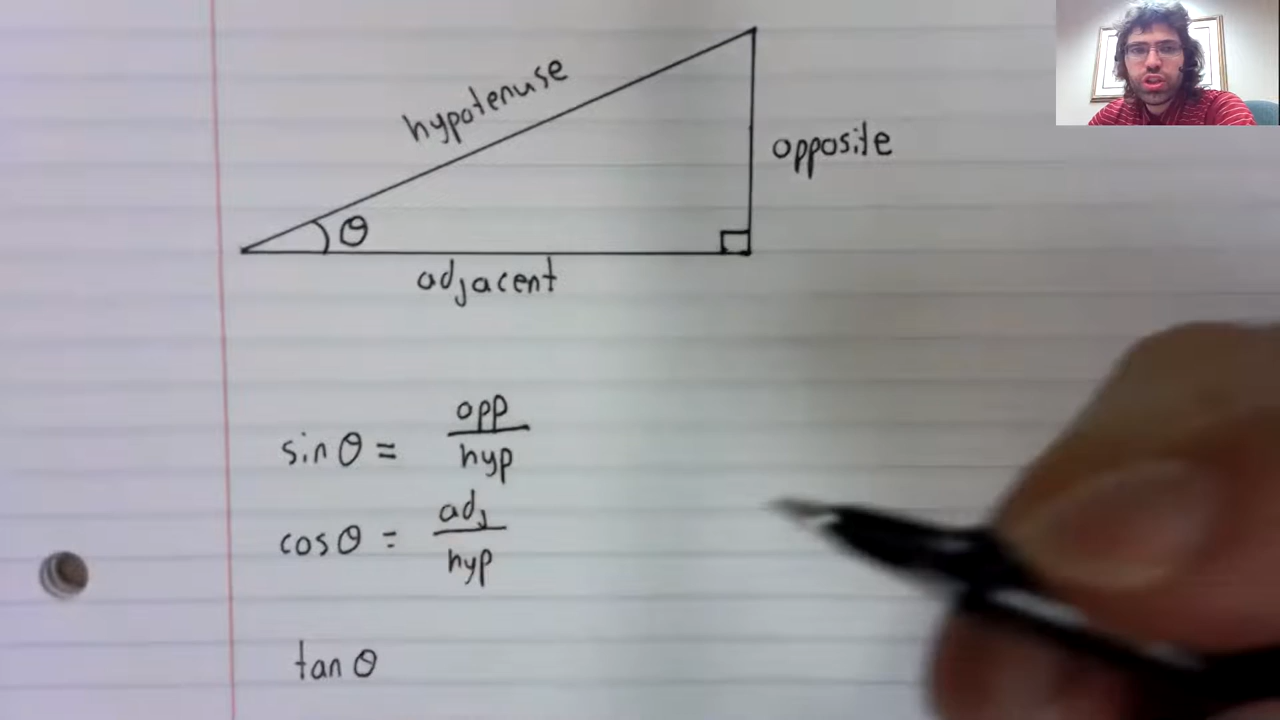 hypotenuse
opposite
θ
adjacent
sin θ = opp/hyp
cos θ = adj/hyp
tan θ